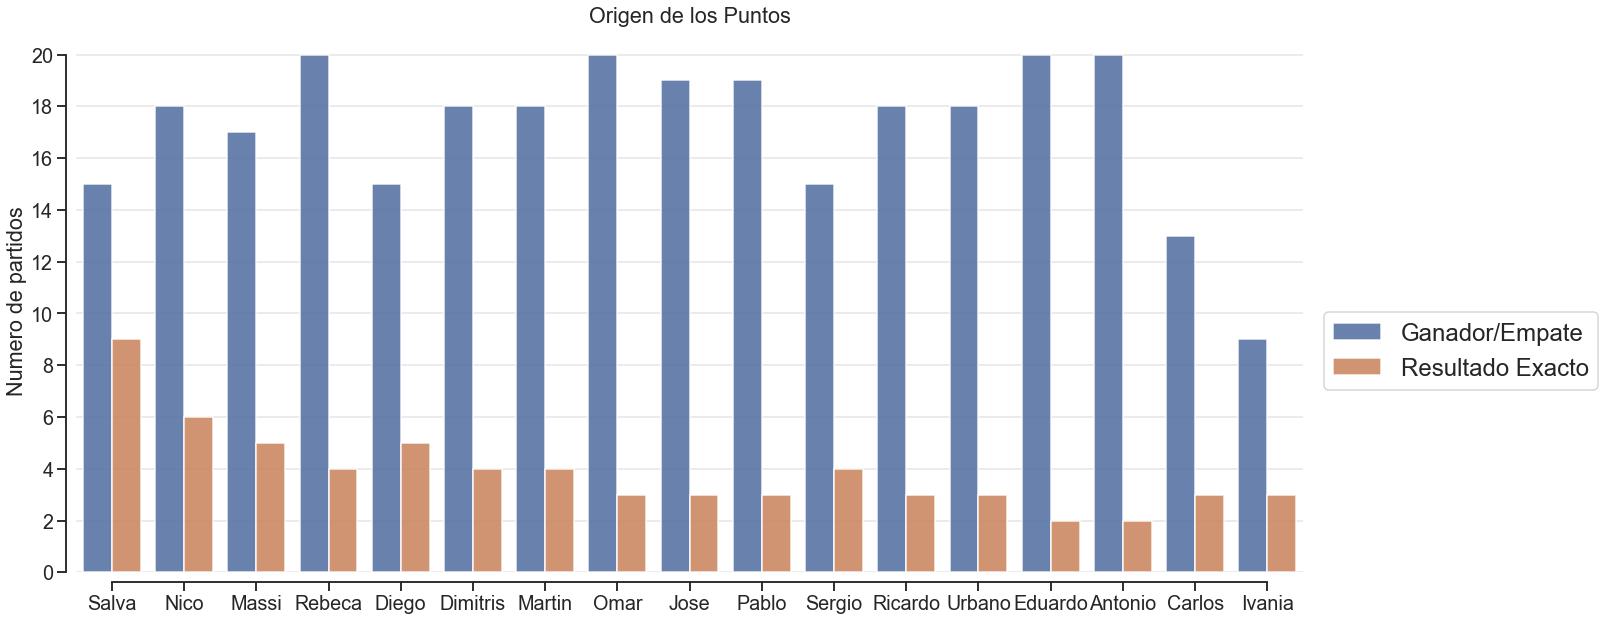 Origen de los Puntos
Numero de partidos
20
18
16
14
12
10
8
6
4
2
0
Salva Nico Massi Rebeca Diego Dimitris Martin Omar Jose Pablo Sergio Ricardo Urbano Eduardo Antonio Carlos Ivania
Ganador/Empate
Resultado Exacto